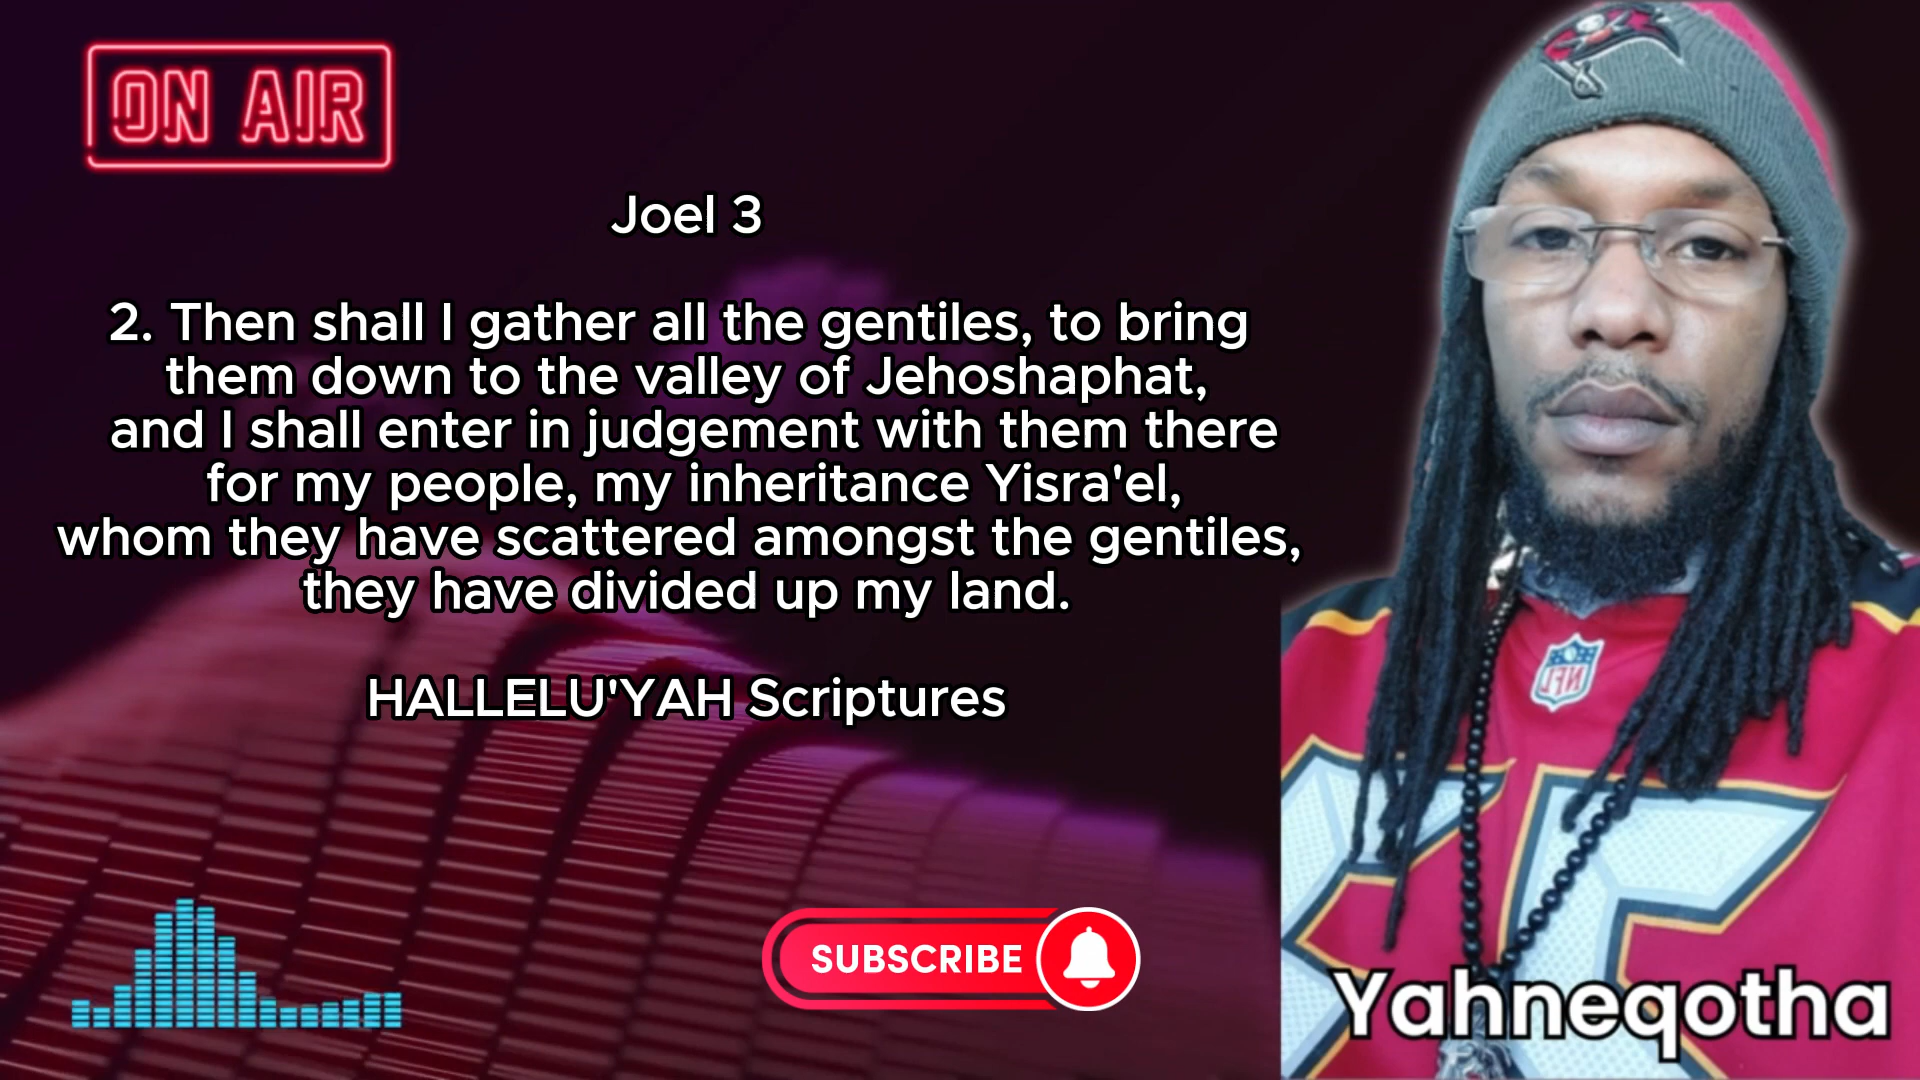 ON AIR
Joel 3
2. Then shall I gather all the gentiles, to bring
them down to the valley of Jehoshaphat,
and I shall enter in judgement with them there
for my people, my inheritance Yisra'el,
whom they have scattered amongst the gentiles,
they have divided up my land.
HALLELU'YAH Scriptures
NFL
SUBSCRIBE
Yahneqotha